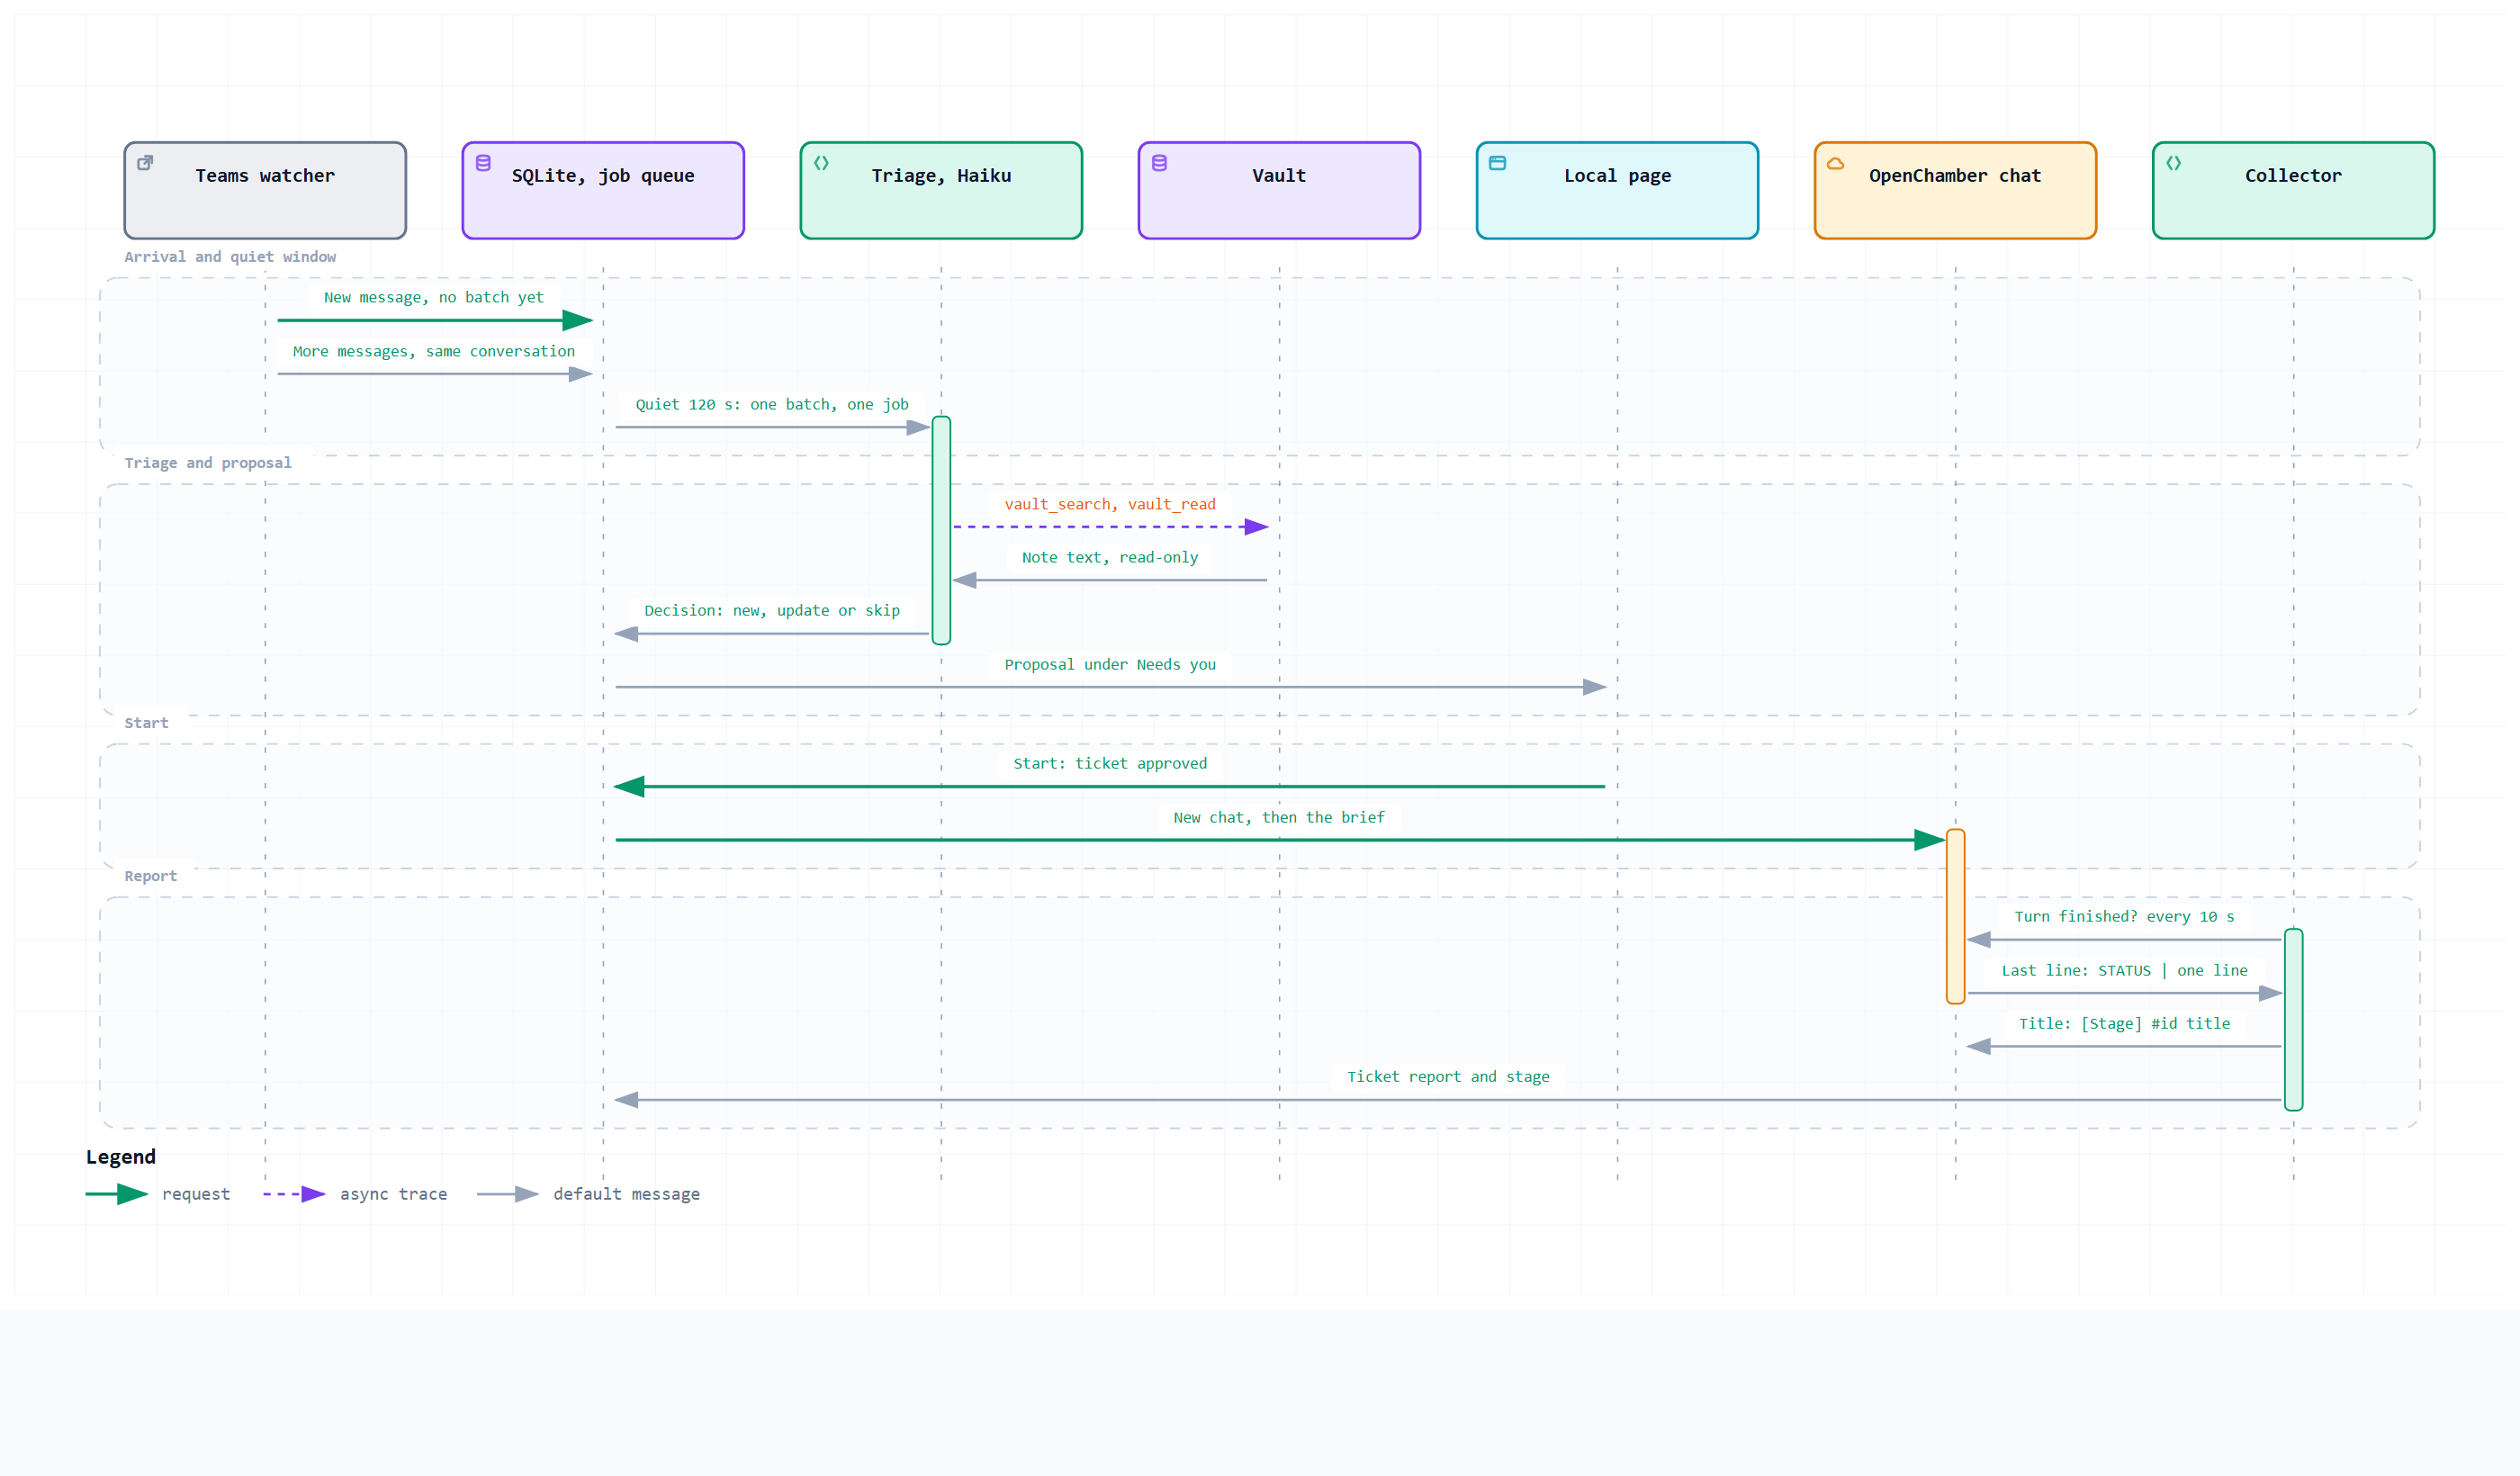 Teams watcher
SQLite, job queue
Triage, Haiku
Vault
Local page
OpenChamber chat
Collector
Arrival and quiet window
New message, no batch yet
More messages, same conversation
Quiet 120 s: one batch, one job
Triage and proposal
vault_search, vault_read
Note text, read-only
Decision: new, update or skip
Proposal under Needs you
Start
Start: ticket approved
New chat, then the brief
Report
Turn finished? every 10 s
Last line: STATUS | one line
Title: [Stage] #id title
Ticket report and stage
Legend
request
async trace
default message